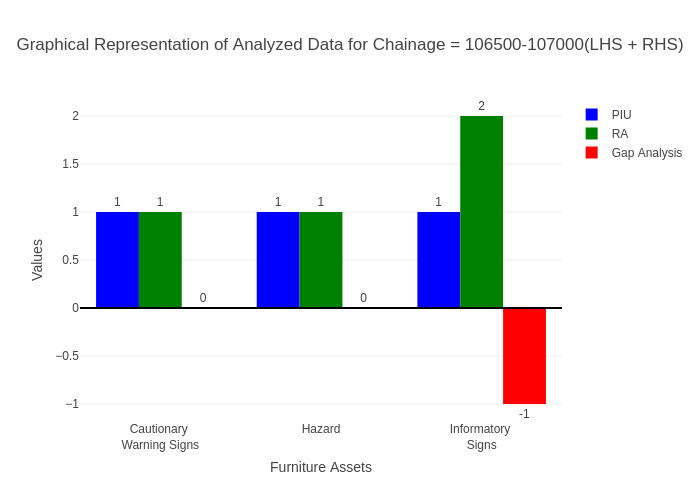 Graphical Representation of Analyzed Data for Chainage = 106500-107000(LHS + RHS)
2
1.5
1
0.5
0
−0.5
−1
Values
1
1
0
1
1
0
1
2
-1
Cautionary
Warning Signs
Hazard
Informatory
Signs
Furniture Assets
PIU
RA
Gap Analysis